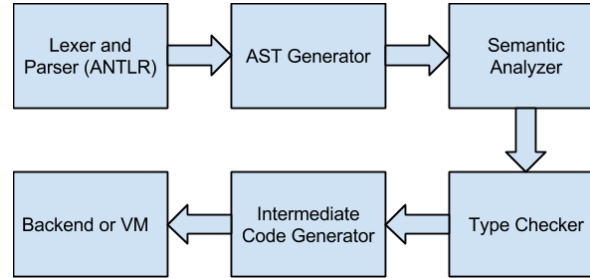 Lexer and
Parser (ANTLR)
AST Generator
Semantic
Analyzer
Type Checker
Intermediate
Code Generator
Backend or VM